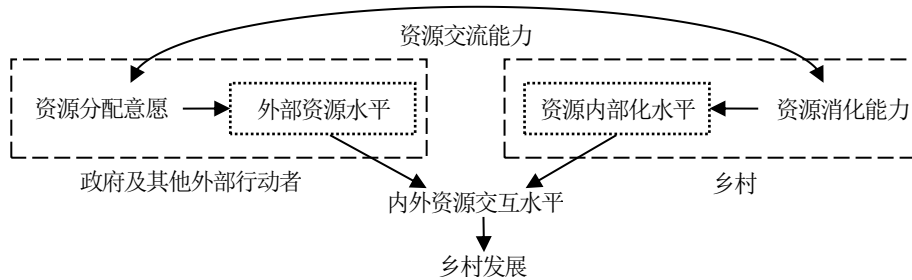 资源交流能力
资源分配意愿
外部资源水平
资源内部化水平
资源消化能力
政府及其他外部行动者
乡村
内外资源交互水平
乡村发展